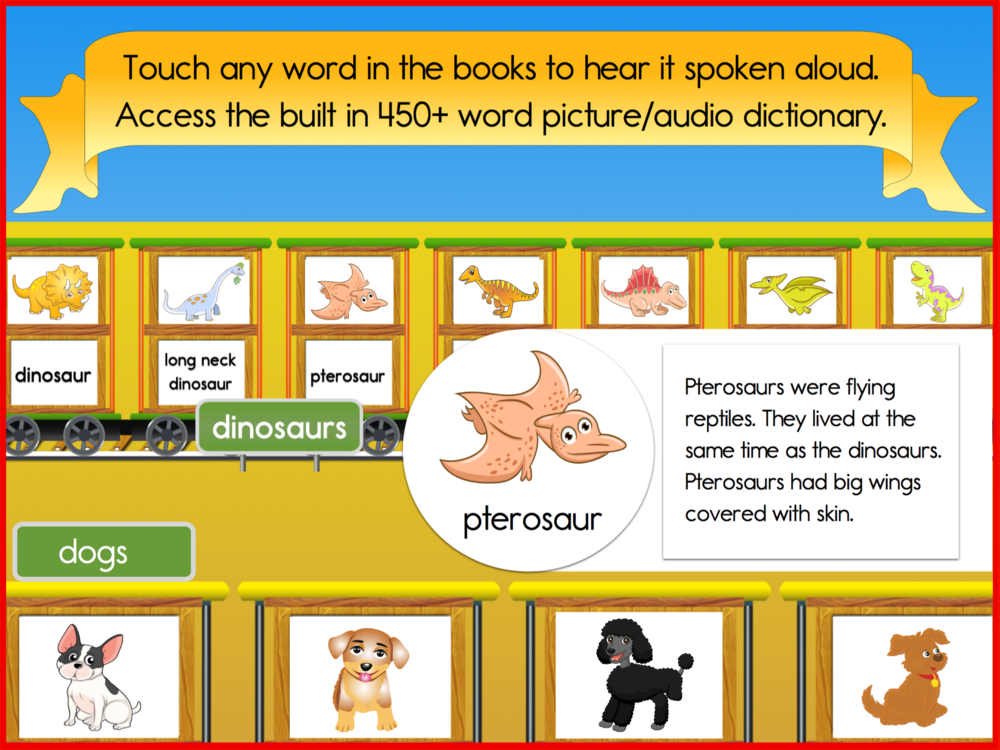 Touch any word in the books to hear it spoken aloud.
Access the built in 450+ word picture/audio dictionary.
dinosaur
long neck
dinosaur
pterosaur
dinosaurs
pterosaur
Pterosaurs were flying
reptiles. They lived at the
same time as the dinosaurs.
Pterosaurs had big wings
covered with skin.
dogs